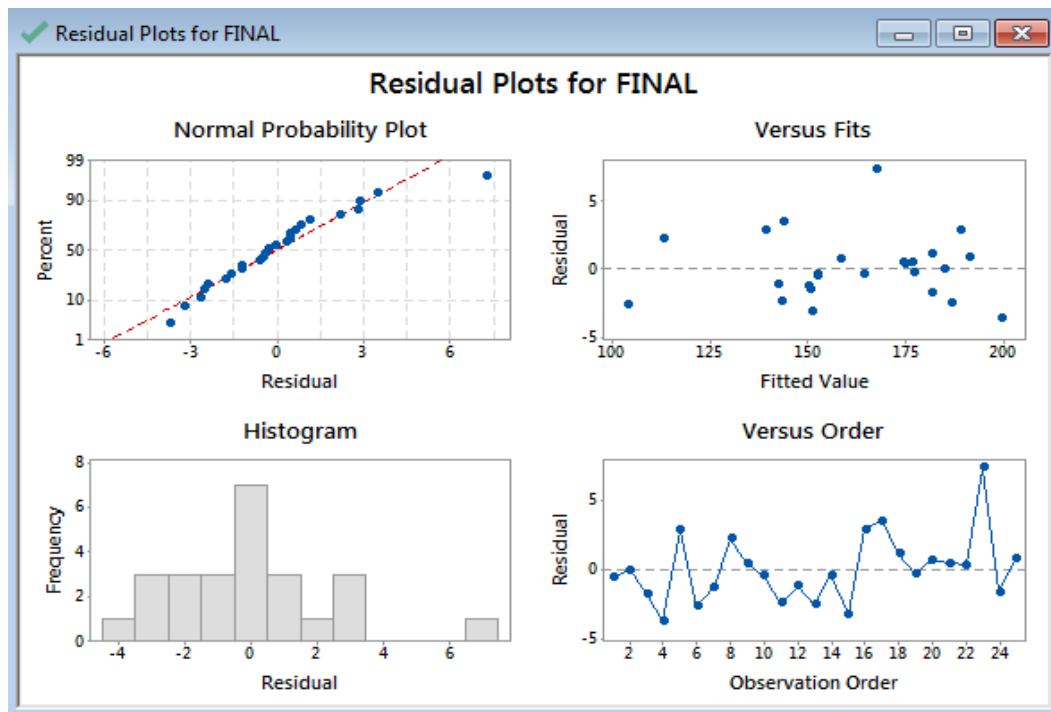 Residual Plots for FINAL
Residual Plots for FINAL
Normal Probability Plot
99
90
50
10
1
Percent
-6 -3 0 3 6
Residual
Versus Fits
5
0
-5
Residual
100 125 150 175 200
Fitted Value
Histogram
8
6
4
2
0
Frequency
-4 -2 0 2 4 6
Residual
Versus Order
5
0
-5
Residual
2 4 6 8 10 12 14 16 18 20 22 24
Observation Order